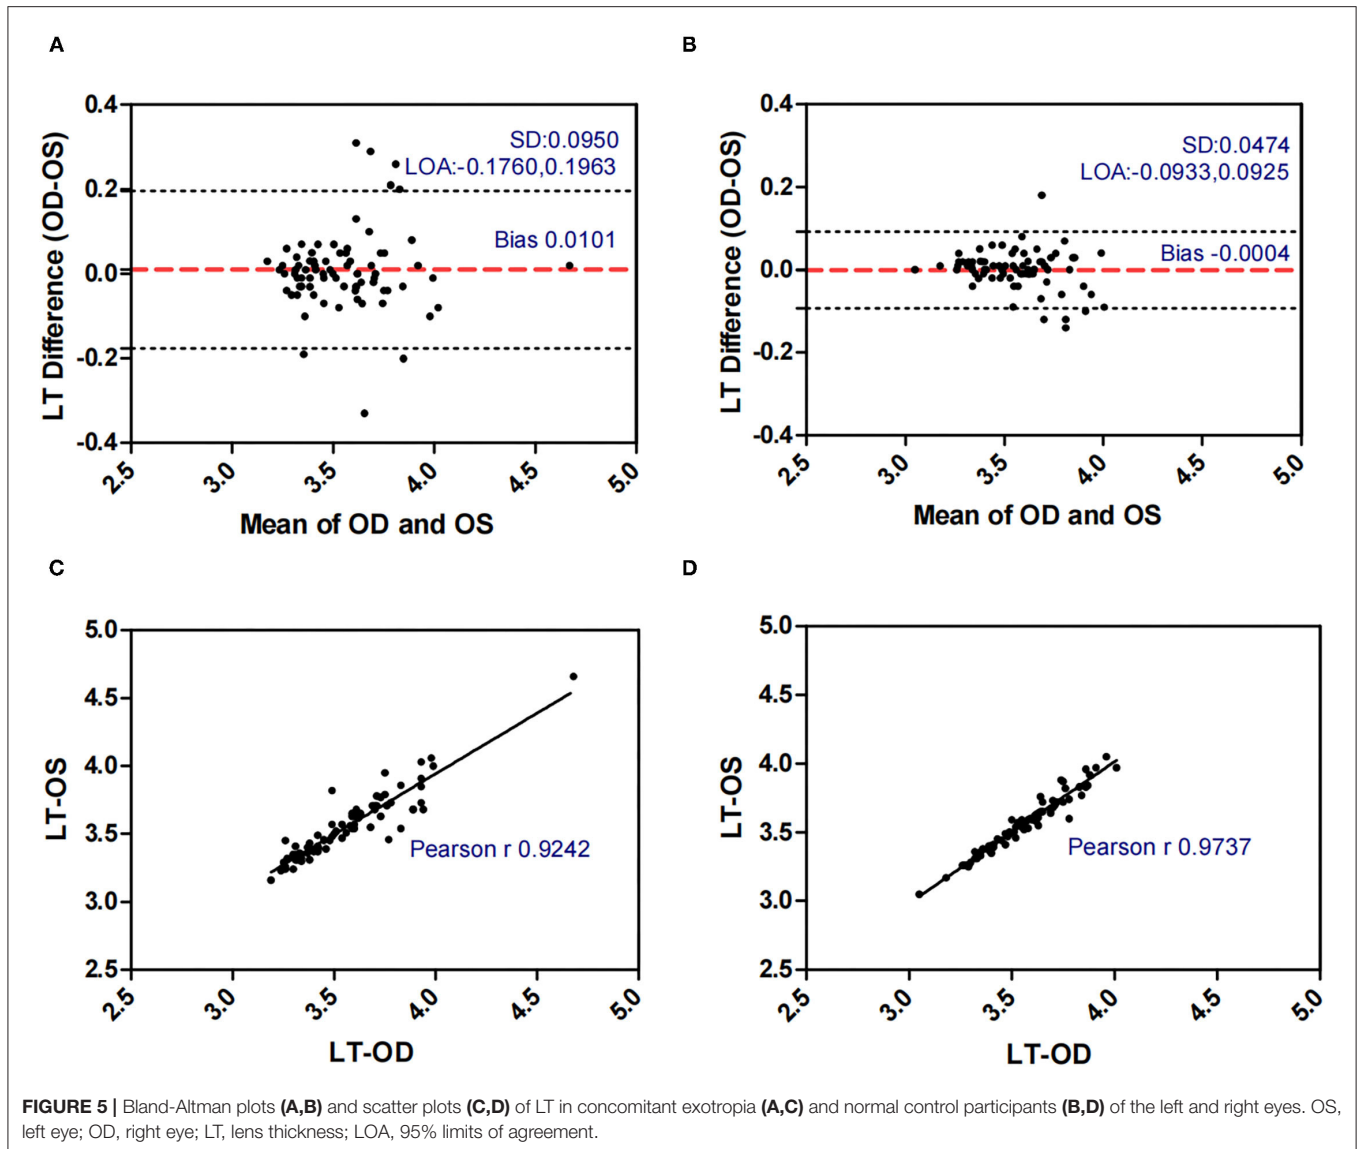 A
0.4
0.2
0.0
-0.2
-0.4
LT Difference (OD-OS)
SD:0.0950
LOA:-0.1760,0.1963
Bias 0.0101
2.5 3.0 3.5 4.0 4.5 5.0
Mean of OD and OS
B
0.4
0.2
0.0
-0.2
-0.4
LT Difference (OD-OS)
SD:0.0474
LOA:-0.0933,0.0925
Bias -0.0004
2.5 3.0 3.5 4.0 4.5 5.0
Mean of OD and OS
C
5.0
4.5
4.0
3.5
3.0
2.5
LT-OS
Pearson r 0.9242
2.5 3.0 3.5 4.0 4.5 5.0
LT-OD
D
5.0
4.5
4.0
3.5
3.0
2.5
LT-OS
Pearson r 0.9737
2.5 3.0 3.5 4.0 4.5 5.0
LT-OD
FIGURE 5 | Bland-Altman plots (A,B) and scatter plots (C,D) of LT in concomitant exotropia (A,C) and normal control participants (B,D) of the left and right eyes. OS,
left eye; OD, right eye; LT, lens thickness; LOA, 95% limits of agreement.